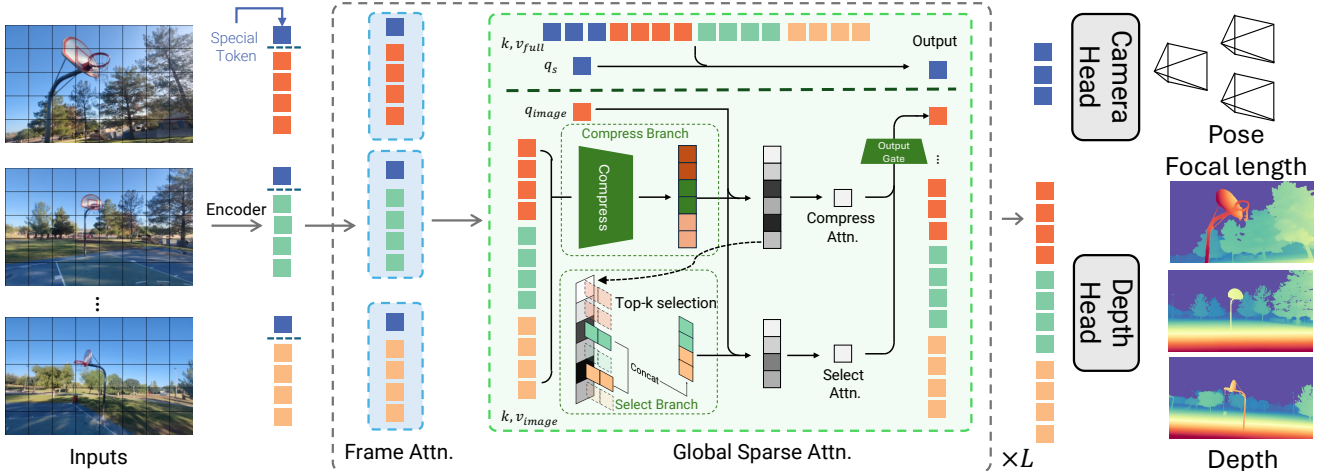 Special
Token
Encoder
Inputs
Frame Attn.
k, v_full
q_s
Output
q_image
Compress Branch
Compress
Compress
Attn.
Output
Gate
...
Top-k selection
Concat
Select Branch
Select
Attn.
k, v_image
Global Sparse Attn.
×L
Camera
Head
Pose
Focal length
Depth
Head
Depth